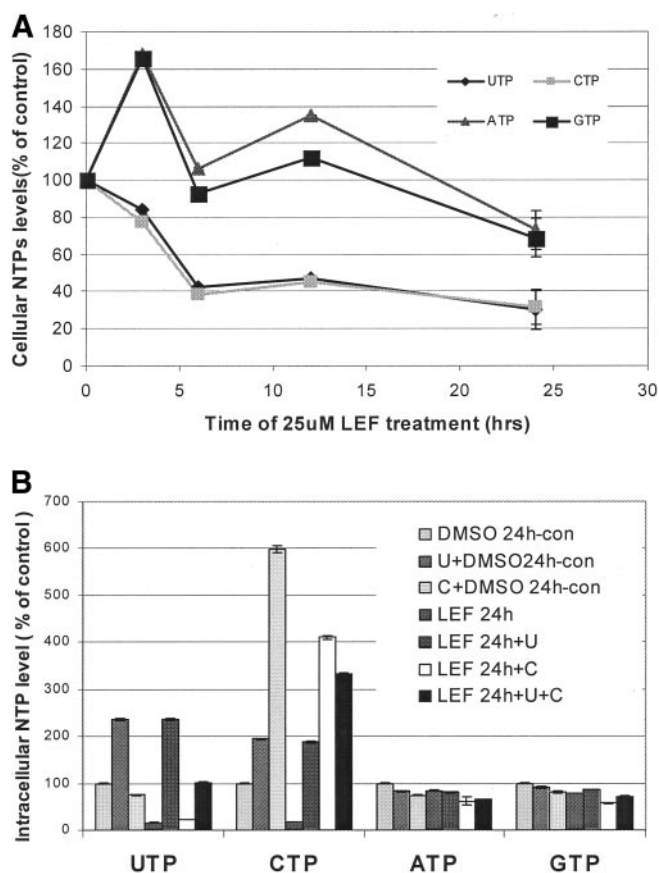 A
Cellular NTPs levels(% of control)
180
160
140
120
100
80
60
40
20
0
UTP
CTP
ATP
GTP
0 5 10 15 20 25 30
Time of 25uM LEF treatment (hrs)
B
Intracellular NTP level ( % of control)
700
600
500
400
300
200
100
0
DMSO 24h-con
U+DMSO24h-con
C+DMSO 24h-con
LEF 24h
LEF 24h+U
LEF 24h+C
LEF 24h+U+C
UTP CTP ATP GTP